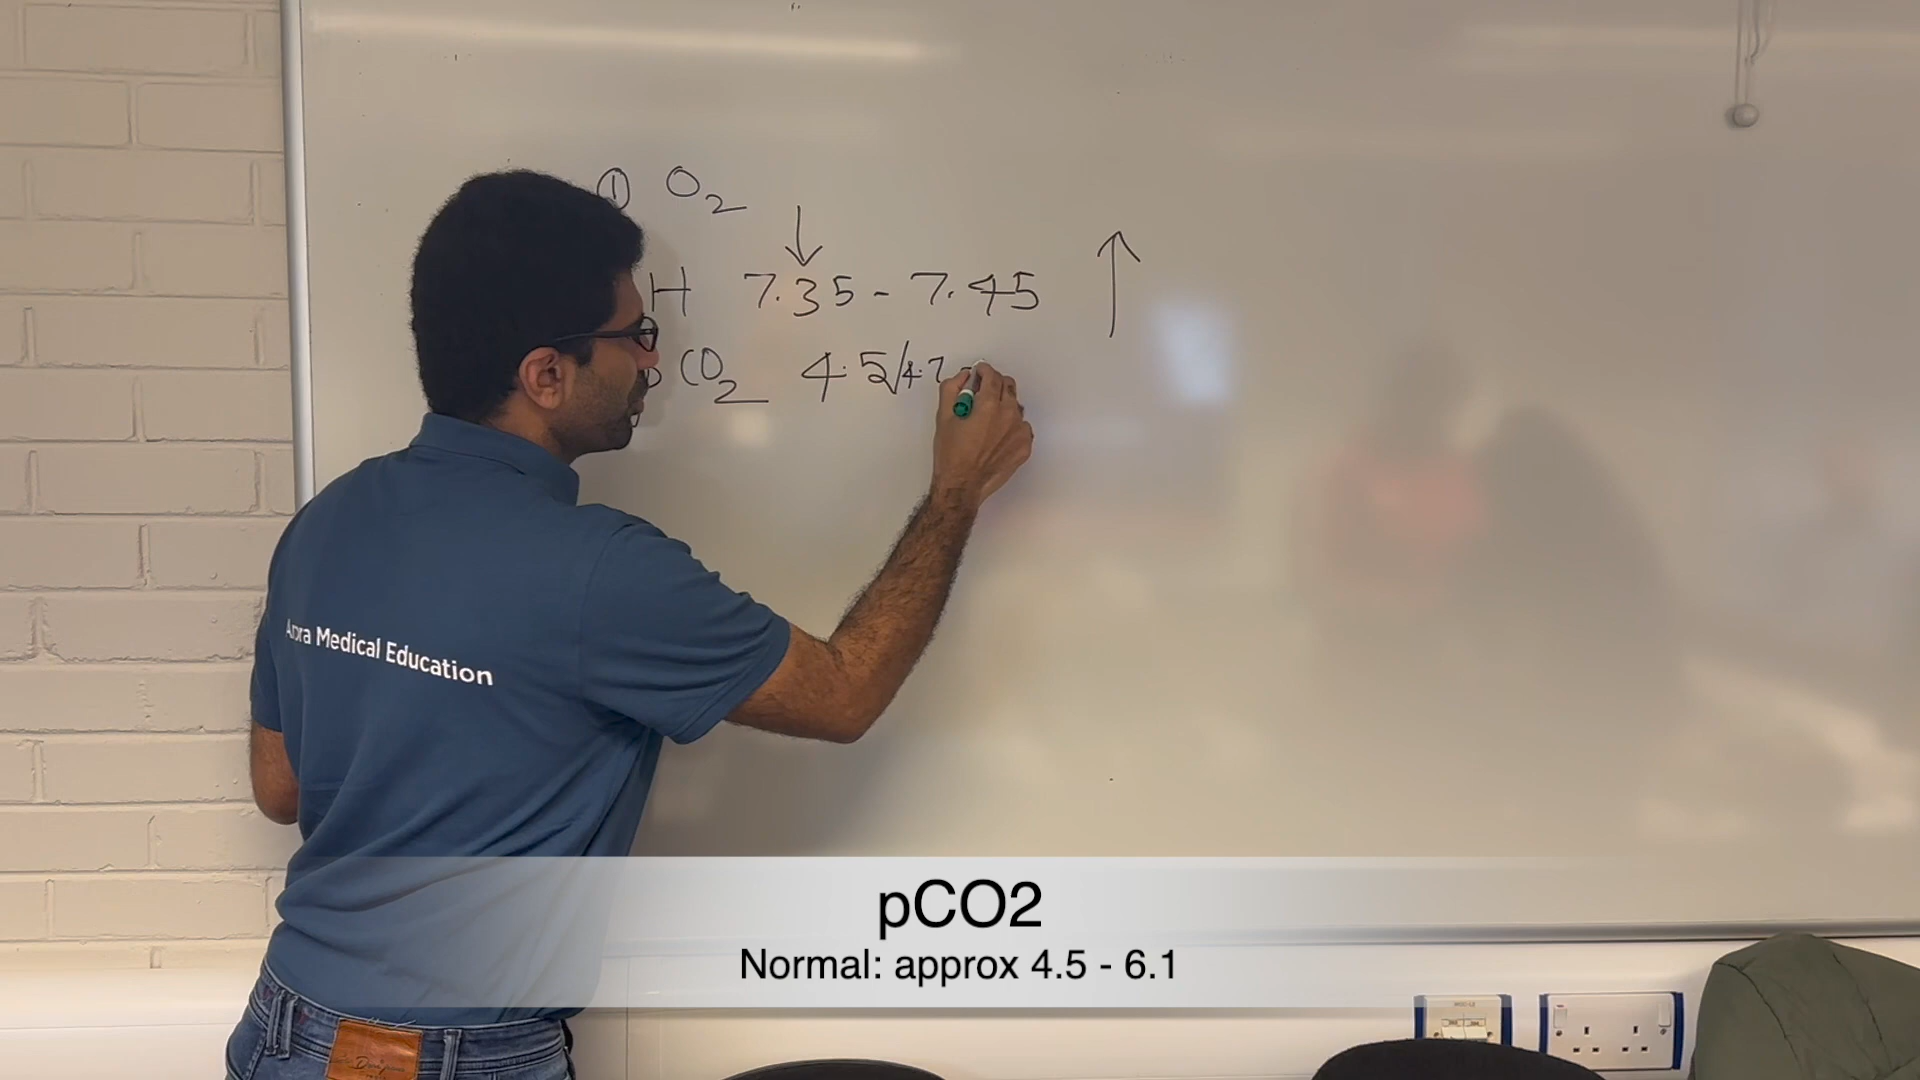 ① O2
H 7.35 - 7.45
CO2 4.5/4.7 -
Arora Medical Education
pCO2
Normal: approx 4.5 - 6.1